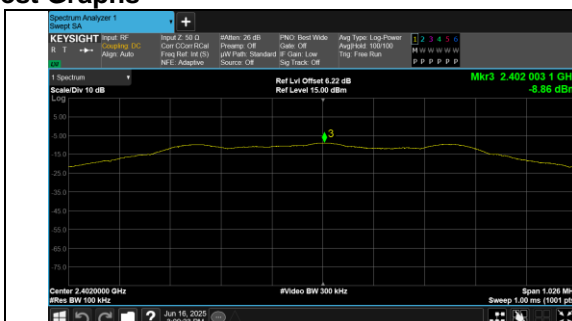 est Graphs
Spectrum Analyzer 1
Swept SA
+
KEYSIGHT Input: RF Input Z: 50 Ω #Atten: 26 dB PNO: Best Wide Avg Type: Log-Power 1 2 3 4 5 6
R T Coupling: DC Corr CCorr RCal Preamp: Off Gate: Off Avg|Hold: 100/100 M W W W W W
Align: Auto Freq Ref: Int (S) µW Path: Standard IF Gain: Low Trig: Free Run
NFE: Adaptive Source: Off Sig Track: Off P P P P P P
1 Spectrum Ref Lvl Offset 6.22 dB Mkr3 2.402 003 1 GH
Scale/Div 10 dB Ref Level 15.00 dBm -8.86 dBm
Log
5.00
-5.00
3
-15.0
-25.0
-35.0
-45.0
-55.0
-65.0
-75.0
Center 2.4020000 GHz #Video BW 300 kHz Span 1.026 MH
#Res BW 100 kHz Sweep 1.00 ms (1001 pts
? Jun 16, 2025